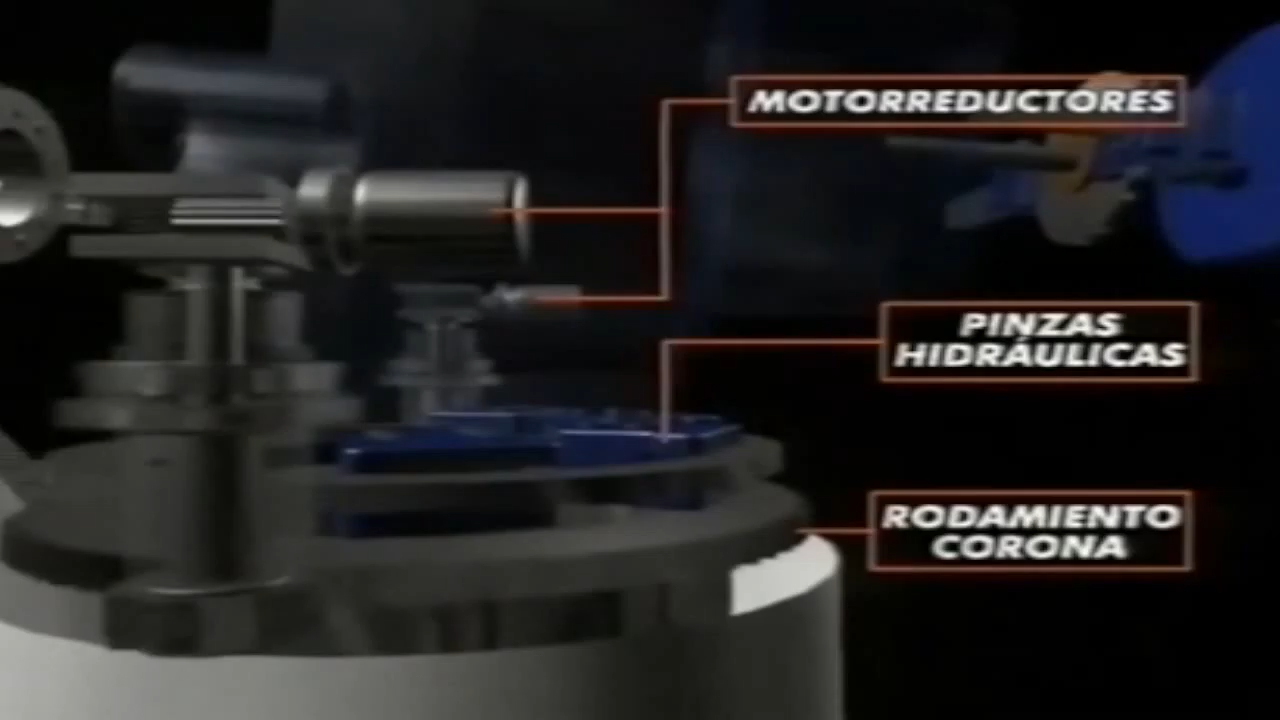 MOTORREDUCTORES
PINZAS
HIDRÁULICAS
RODAMIENTO
CORONA